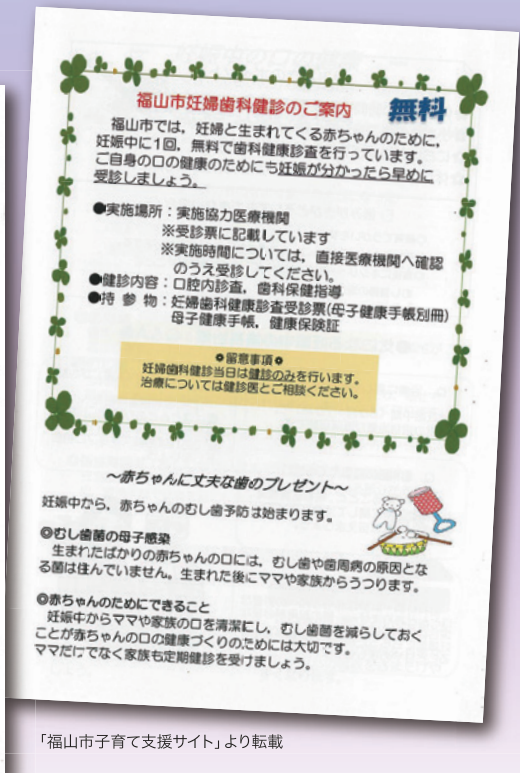 福山市妊婦歯科健診のご案内 無料
福山市では，妊婦と生まれてくる赤ちゃんのために，
妊娠中に1回，無料で歯科健康診査を行っています。
ご自身の口の健康のためにも妊娠が分かったら早めに
受診しましょう。
●実施場所：実施協力医療機関
※受診票に記載しています
※実施時間については，直接医療機関へ確認
のうえ受診してください。
●健診内容：口腔内診査，歯科保健指導
●持 参 物：妊婦歯科健康診査受診票(母子健康手帳別冊)
母子健康手帳，健康保険証
✿留意事項✿
妊婦歯科健診当日は健診のみを行います。
治療については健診医とご相談ください。
～赤ちゃんに丈夫な歯のプレゼント～
妊娠中から，赤ちゃんのむし歯予防は始まります。
◎むし歯菌の母子感染
生まれたばかりの赤ちゃんの口には，むし歯や歯周病の原因とな
る菌は住んでいません。生まれた後にママや家族からうつります。
◎赤ちゃんのためにできること
妊娠中からママや家族の口を清潔にし，むし歯菌を減らしておく
ことが赤ちゃんの口の健康づくりのためには大切です。
ママだけでなく家族も定期健診を受けましょう。
「福山市子育て支援サイト」より転載